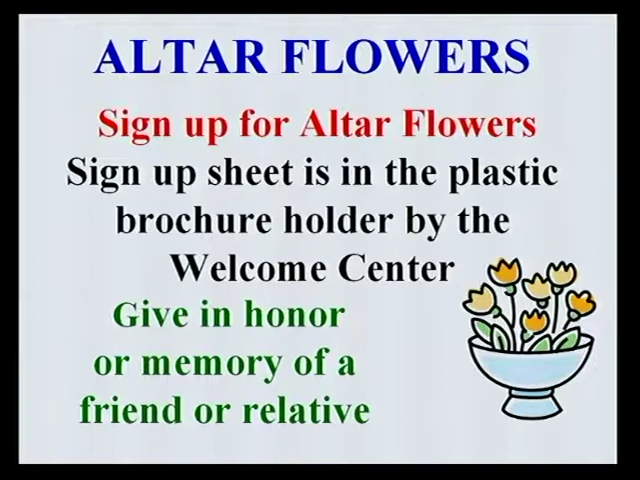 ALTAR FLOWERS
Sign up for Altar Flowers
Sign up sheet is in the plastic
brochure holder by the
Welcome Center
Give in honor
or memory of a
friend or relative